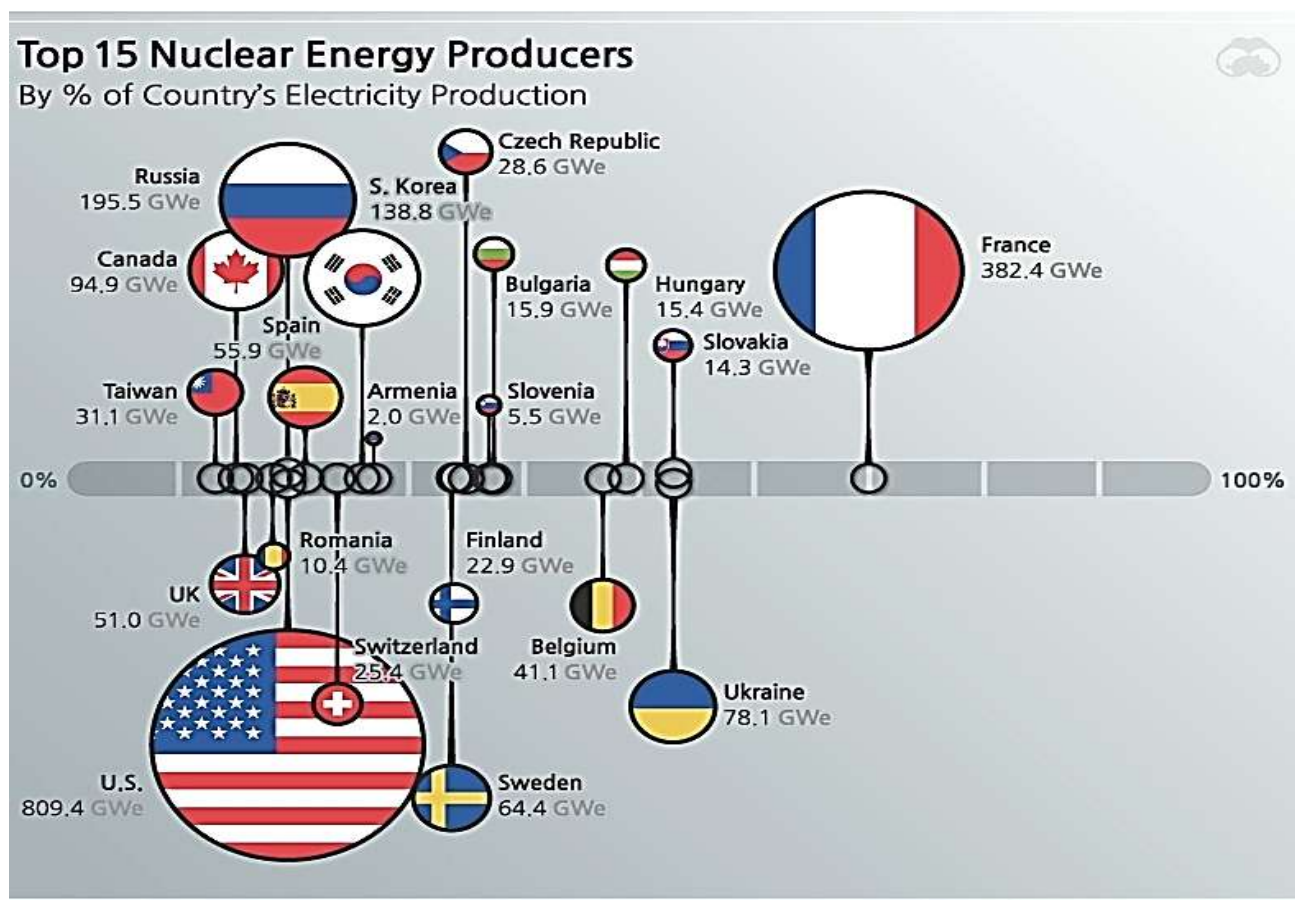 Top 15 Nuclear Energy Producers
By % of Country's Electricity Production
Czech Republic
28.6 GWe
Russia
195.5 GWe
S. Korea
138.8 GWe
Canada
94.9 GWe
France
382.4 GWe
Bulgaria
15.9 GWe
Hungary
15.4 GWe
Spain
55.9 GWe
Slovakia
14.3 GWe
Taiwan
31.1 GWe
Armenia
2.0 GWe
Slovenia
5.5 GWe
0%
100%
Romania
10.4 GWe
Finland
22.9 GWe
UK
51.0 GWe
Switzerland
25.4 GWe
Belgium
41.1 GWe
Ukraine
78.1 GWe
U.S.
809.4 GWe
Sweden
64.4 GWe